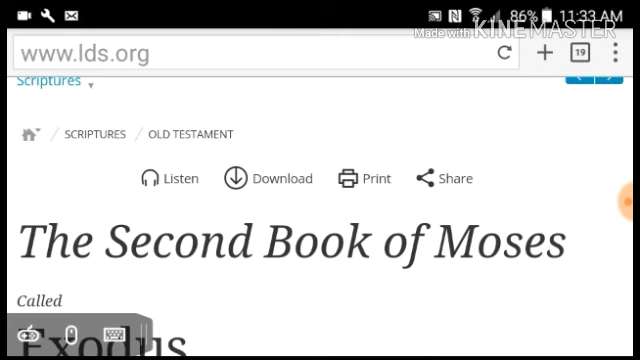 86% 11:33 AM
Made with KINEMASTER
www.lds.org
19
Scriptures
SCRIPTURES / OLD TESTAMENT
Listen Download Print Share
The Second Book of Moses
Called
Exodus